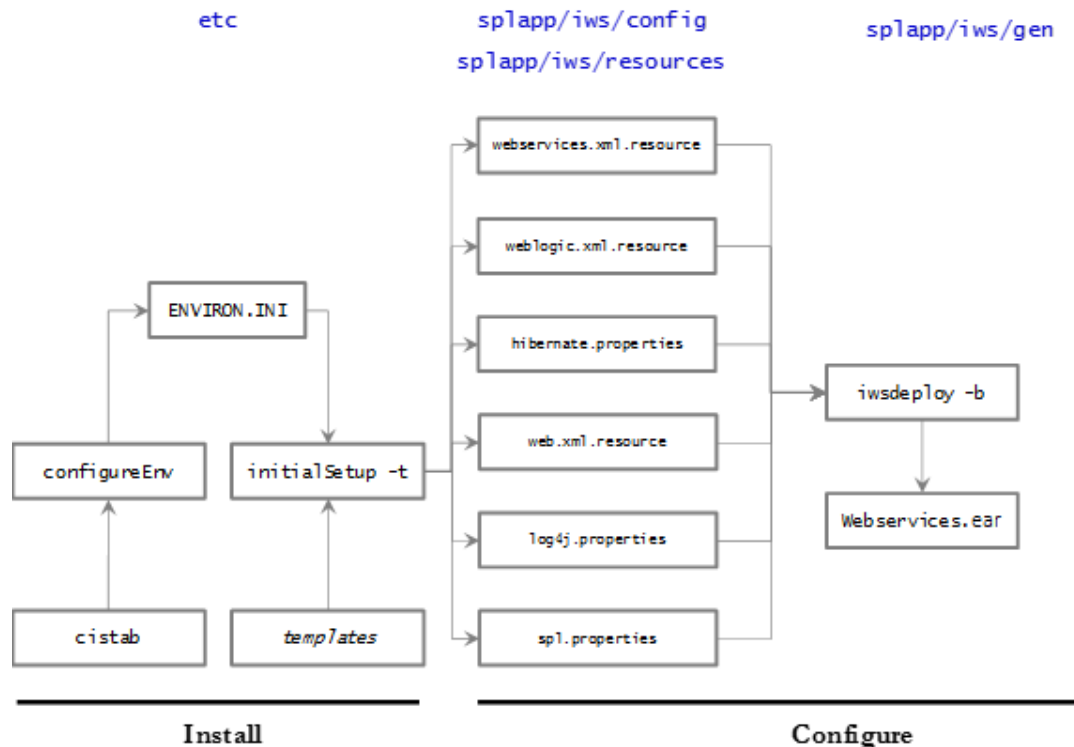 etc
splapp/iws/config
splapp/iws/resources
splapp/iws/gen
webservices.xml.resource
weblogic.xml.resource
ENVIRON.INI
hibernate.properties
iwsdeploy -b
configureEnv
initialSetup -t
web.xml.resource
Webservices.ear
log4j.properties
cistab
templates
spl.properties
Install
Configure